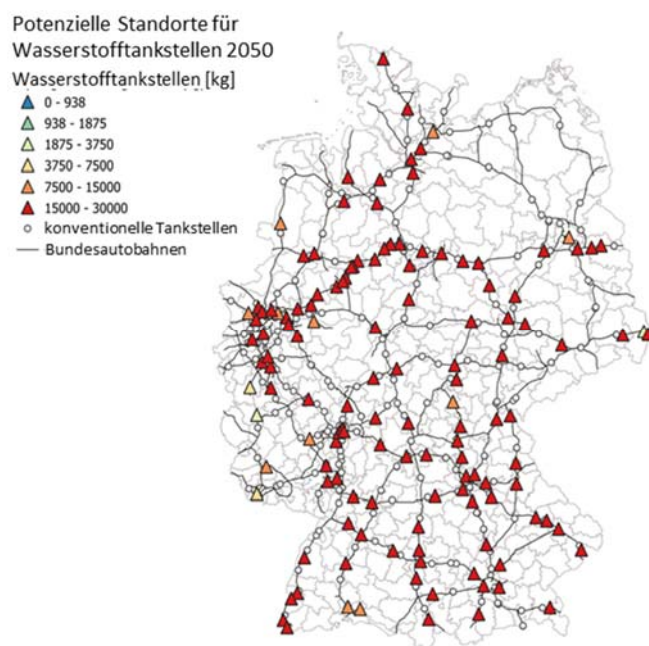 Potenzielle Standorte für
Wasserstofftankstellen 2050
Wasserstofftankstellen [kg]
0 - 938
938 - 1875
1875 - 3750
3750 - 7500
7500 - 15000
15000 - 30000
konventionelle Tankstellen
Bundesautobahnen